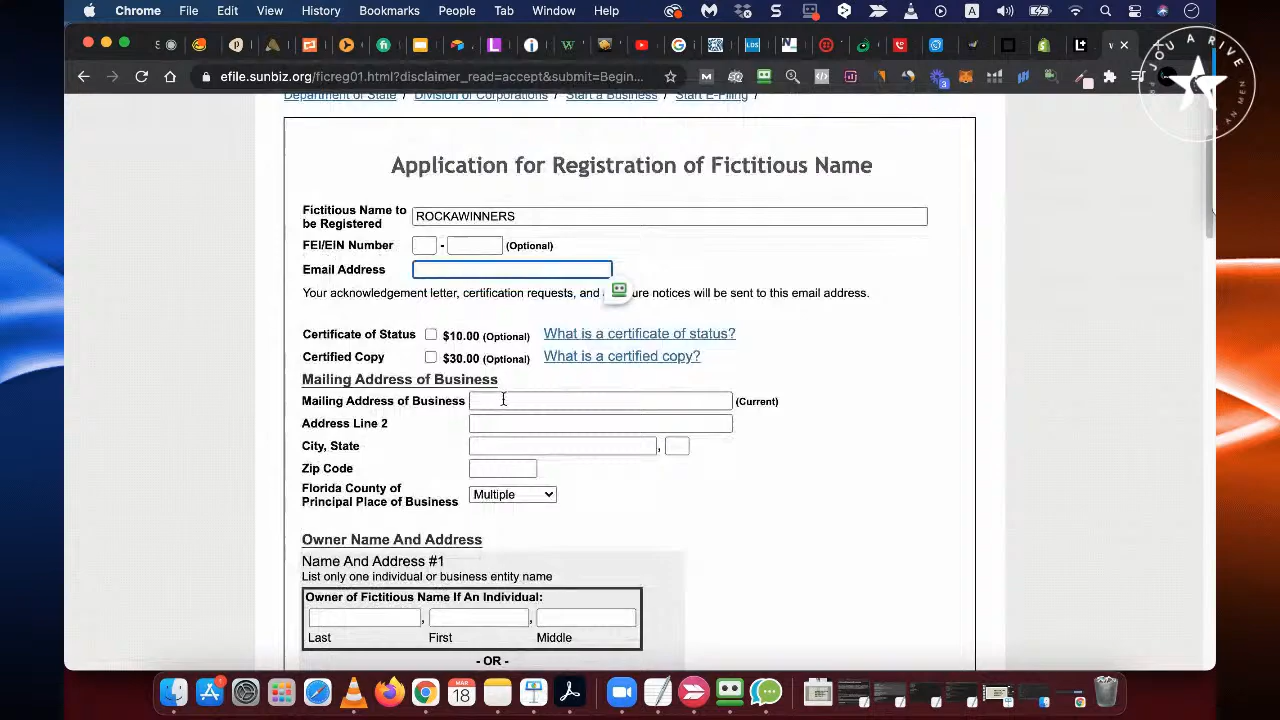 Chrome File Edit View History Bookmarks People Tab Window Help
efile.sunbiz.org/ficreg01.html?disclaimer_read=accept&submit=Begin...
Department of State / Division of Corporations / Start a Business / Start E-Filing /
Application for Registration of Fictitious Name
Fictitious Name to
be Registered
ROCKAWINNERS
FEI/EIN Number - (Optional)
Email Address
Your acknowledgement letter, certification requests, and ure notices will be sent to this email address.
Certificate of Status $10.00 (Optional) What is a certificate of status?
Certified Copy $30.00 (Optional) What is a certified copy?
Mailing Address of Business
Mailing Address of Business (Current)
Address Line 2
City, State ,
Zip Code
Florida County of
Principal Place of Business
Multiple
Owner Name And Address
Name And Address #1
List only one individual or business entity name
Owner of Fictitious Name If An Individual:
, ,
Last First Middle
- OR -
YOU ARIVE
MAR
18